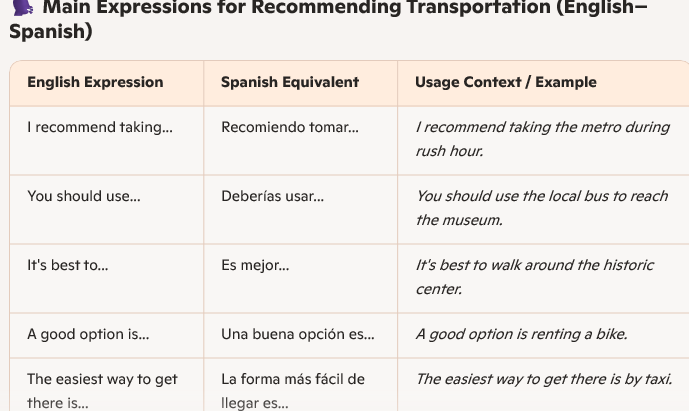 Main Expressions for Recommending Transportation (English–
Spanish)
English Expression
Spanish Equivalent
Usage Context / Example
I recommend taking...
Recomiendo tomar...
I recommend taking the metro during
rush hour.
You should use...
Deberías usar...
You should use the local bus to reach
the museum.
It's best to...
Es mejor...
It's best to walk around the historic
center.
A good option is...
Una buena opción es...
A good option is renting a bike.
The easiest way to get
there is...
La forma más fácil de
llegar es...
The easiest way to get there is by taxi.